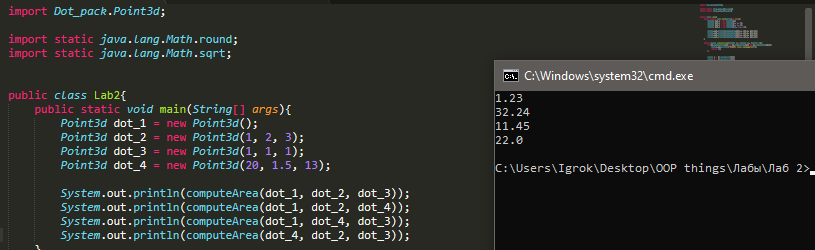 import Dot_pack.Point3d;
import static java.lang.Math.round;
import static java.lang.Math.sqrt;
public class Lab2{
public static void main(String[] args){
Point3d dot_1 = new Point3d();
Point3d dot_2 = new Point3d(1, 2, 3);
Point3d dot_3 = new Point3d(1, 1, 1);
Point3d dot_4 = new Point3d(20, 1.5, 13);
System.out.println(computeArea(dot_1, dot_2, dot_3));
System.out.println(computeArea(dot_1, dot_2, dot_4));
System.out.println(computeArea(dot_1, dot_4, dot_3));
System.out.println(computeArea(dot_4, dot_2, dot_3));
}
C:\Windows\system32\cmd.exe
1.23
32.24
11.45
22.0
C:\Users\Igrok\Desktop\OOP things\Лабы\Лаб 2>